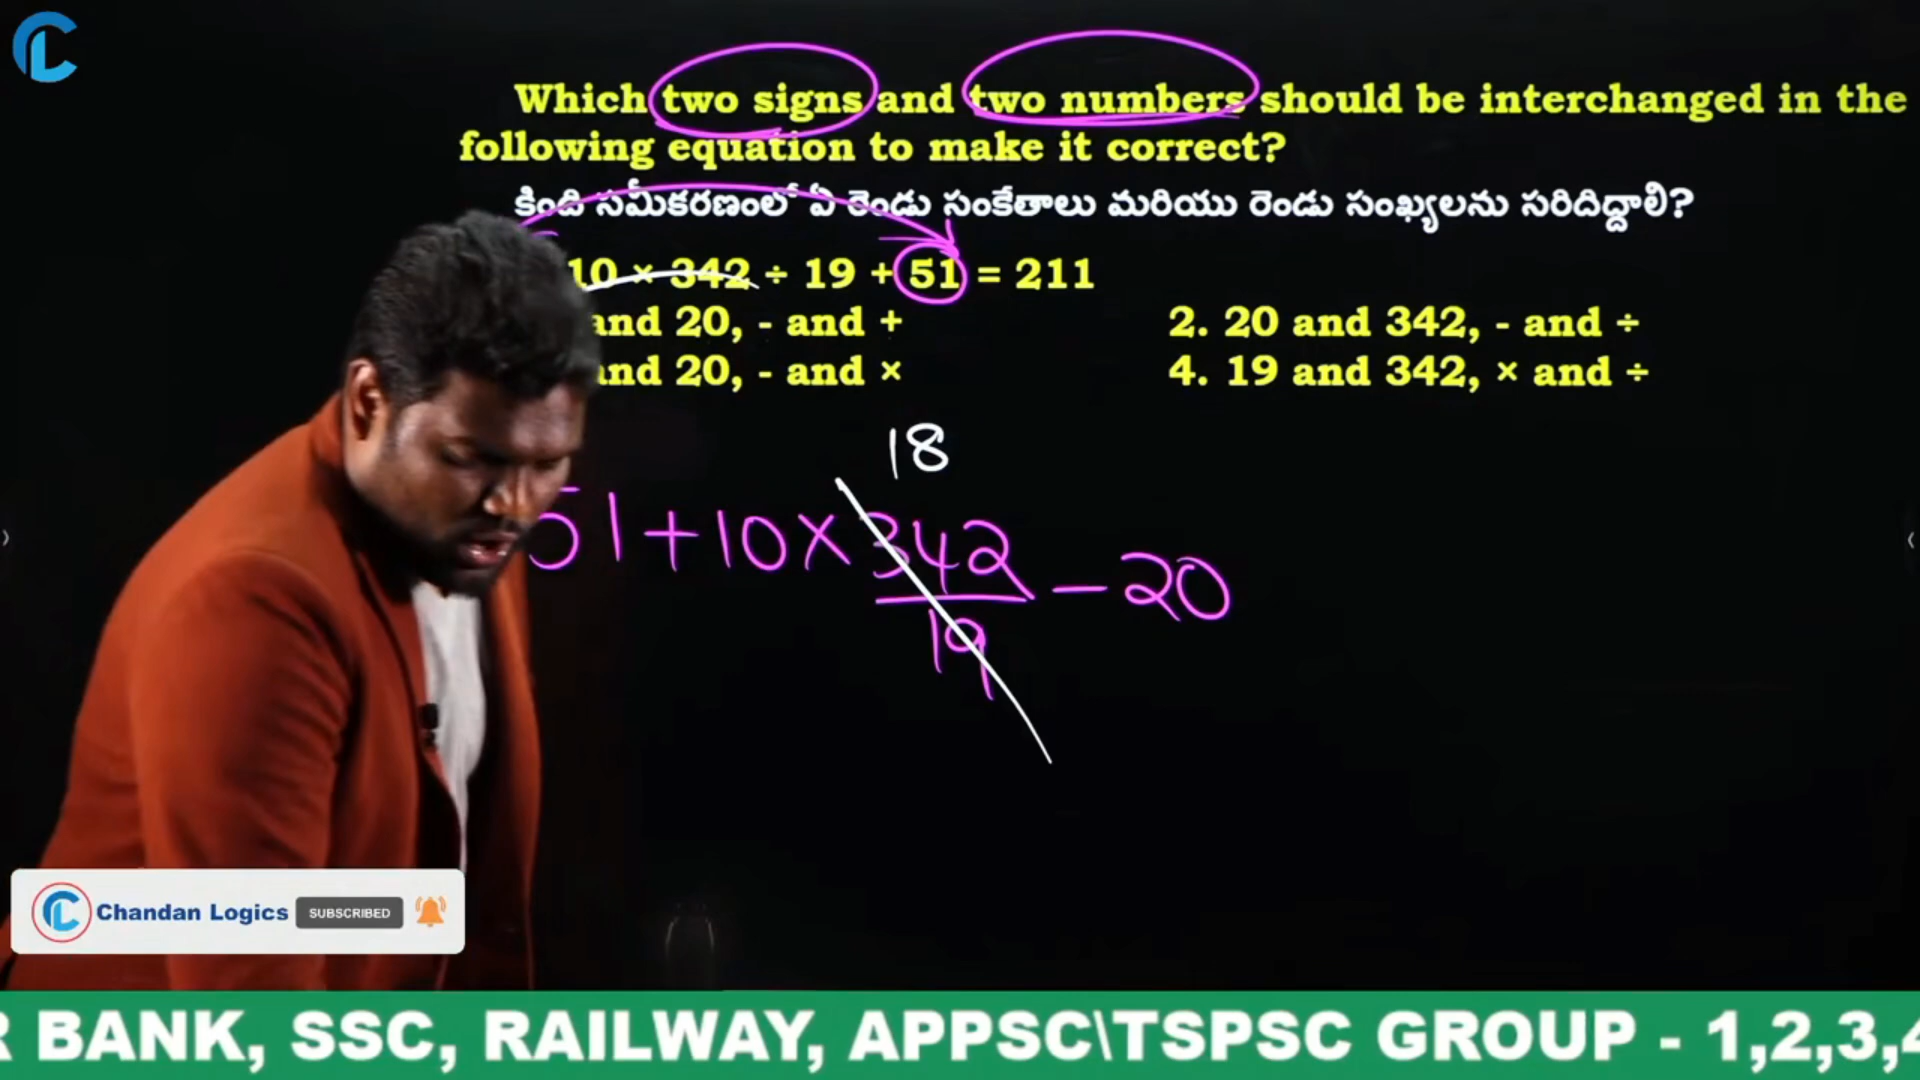 Which two signs and two numbers should be interchanged in the
following equation to make it correct?
కింది సమీకరణంలో ఏ రెండు సంకేతాలు మరియు రెండు సంఖ్యలను సరిదిద్దాలి?
10 × 342 ÷ 19 + 51 = 211
and 20, - and +
2. 20 and 342, - and ÷
and 20, - and ×
4. 19 and 342, × and ÷
18
51+10×342
19
-20
Chandan Logics SUBSCRIBED
BANK, SSC, RAILWAY, APPSC\TSPSC GROUP - 1,2,3,4